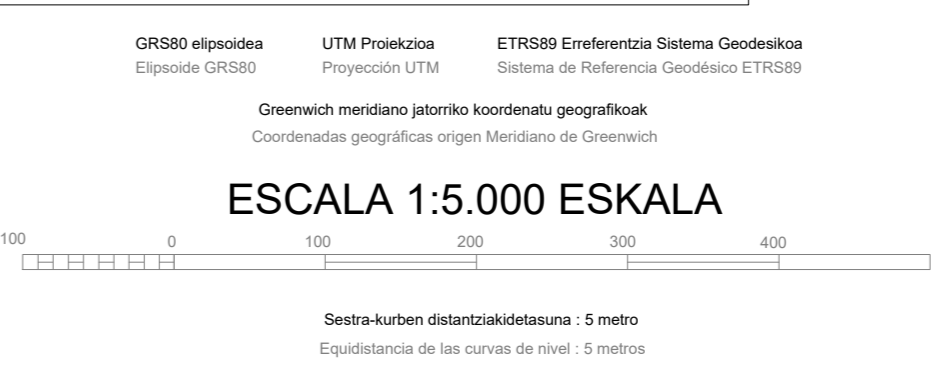 GRS80 elipsoidea UTM Proiekzioa ETRS89 Erreferentzia Sistema Geodesikoa
Elipsoide GRS80 Proyección UTM Sistema de Referencia Geodésico ETRS89
Greenwich meridiano jatorriko koordenatu geografikoak
Coordenadas geográficas origen Meridiano de Greenwich
ESCALA 1:5.000 ESKALA
100 0 100 200 300 400
Sestra-kurben distantziakidetasuna : 5 metro
Equidistancia de las curvas de nivel : 5 metros